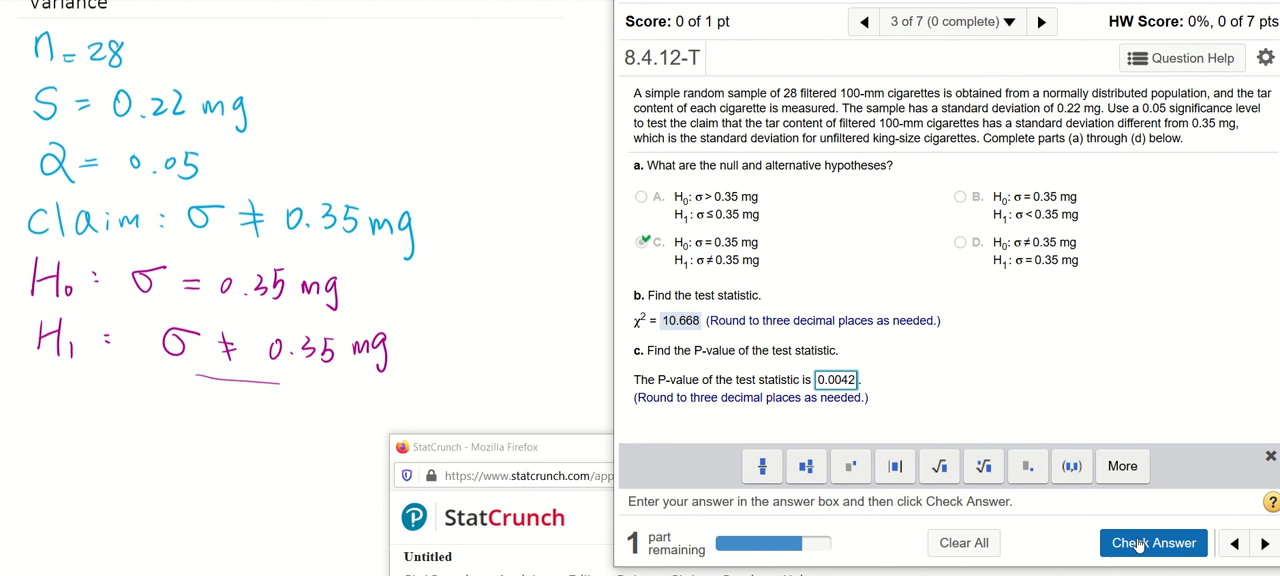 Variance
n = 28
S = 0.22 mg
α = 0.05
Claim : σ ≠ 0.35 mg
H₀ : σ = 0.35 mg
H₁ : σ ≠ 0.35 mg
StatCrunch - Mozilla Firefox
https://www.statcrunch.com/app
P StatCrunch
Untitled
Score: 0 of 1 pt
3 of 7 (0 complete)
HW Score: 0%, 0 of 7 pts
8.4.12-T
Question Help
A simple random sample of 28 filtered 100-mm cigarettes is obtained from a normally distributed population, and the tar
content of each cigarette is measured. The sample has a standard deviation of 0.22 mg. Use a 0.05 significance level
to test the claim that the tar content of filtered 100-mm cigarettes has a standard deviation different from 0.35 mg,
which is the standard deviation for unfiltered king-size cigarettes. Complete parts (a) through (d) below.
a. What are the null and alternative hypotheses?
A. H₀: σ > 0.35 mg
H₁: σ ≤ 0.35 mg
B. H₀: σ = 0.35 mg
H₁: σ < 0.35 mg
C. H₀: σ = 0.35 mg
H₁: σ ≠ 0.35 mg
D. H₀: σ ≠ 0.35 mg
H₁: σ = 0.35 mg
b. Find the test statistic.
χ² = 10.668 (Round to three decimal places as needed.)
c. Find the P-value of the test statistic.
The P-value of the test statistic is 0.0042.
(Round to three decimal places as needed.)
More
Enter your answer in the answer box and then click Check Answer.
?
1 part remaining
Clear All
Check Answer